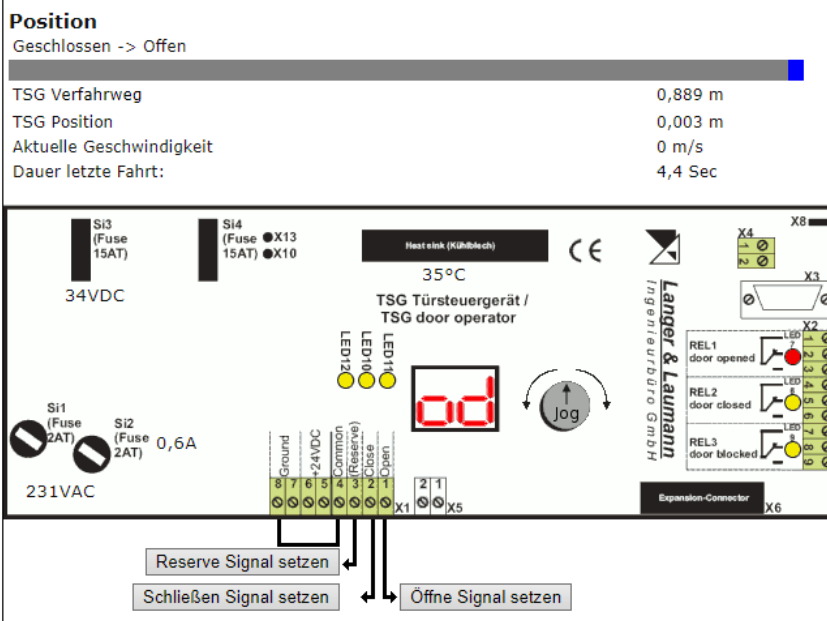 Position
Geschlossen -> Offen
TSG Verfahrweg 0,889 m
TSG Position 0,003 m
Aktuelle Geschwindigkeit 0 m/s
Dauer letzte Fahrt: 4,4 Sec
Si3
(Fuse
15AT)
34VDC
Si4
(Fuse
15AT)
X13
X10
Heat sink (Kühlblech)
35°C
CE
TSG Türsteuergerät /
TSG door operator
LED12
LED10
LED11
od
Jog
Langer & Laumann
Ingenieurbüro GmbH
X8
X4
1
2
X3
X2
REL1
door opened
LED
7
REL2
door closed
LED
8
REL3
door blocked
LED
9
1
2
3
4
5
6
7
8
9
Si1
(Fuse
2AT)
Si2
(Fuse
2AT)
0,6A
231VAC
Ground
+24VDC
Common
(Reserve)
Close
Open
8 7 6 5 4 3 2 1
X1
2 1
X5
Expansion-Connector
X6
Reserve Signal setzen
Schließen Signal setzen
Öffne Signal setzen